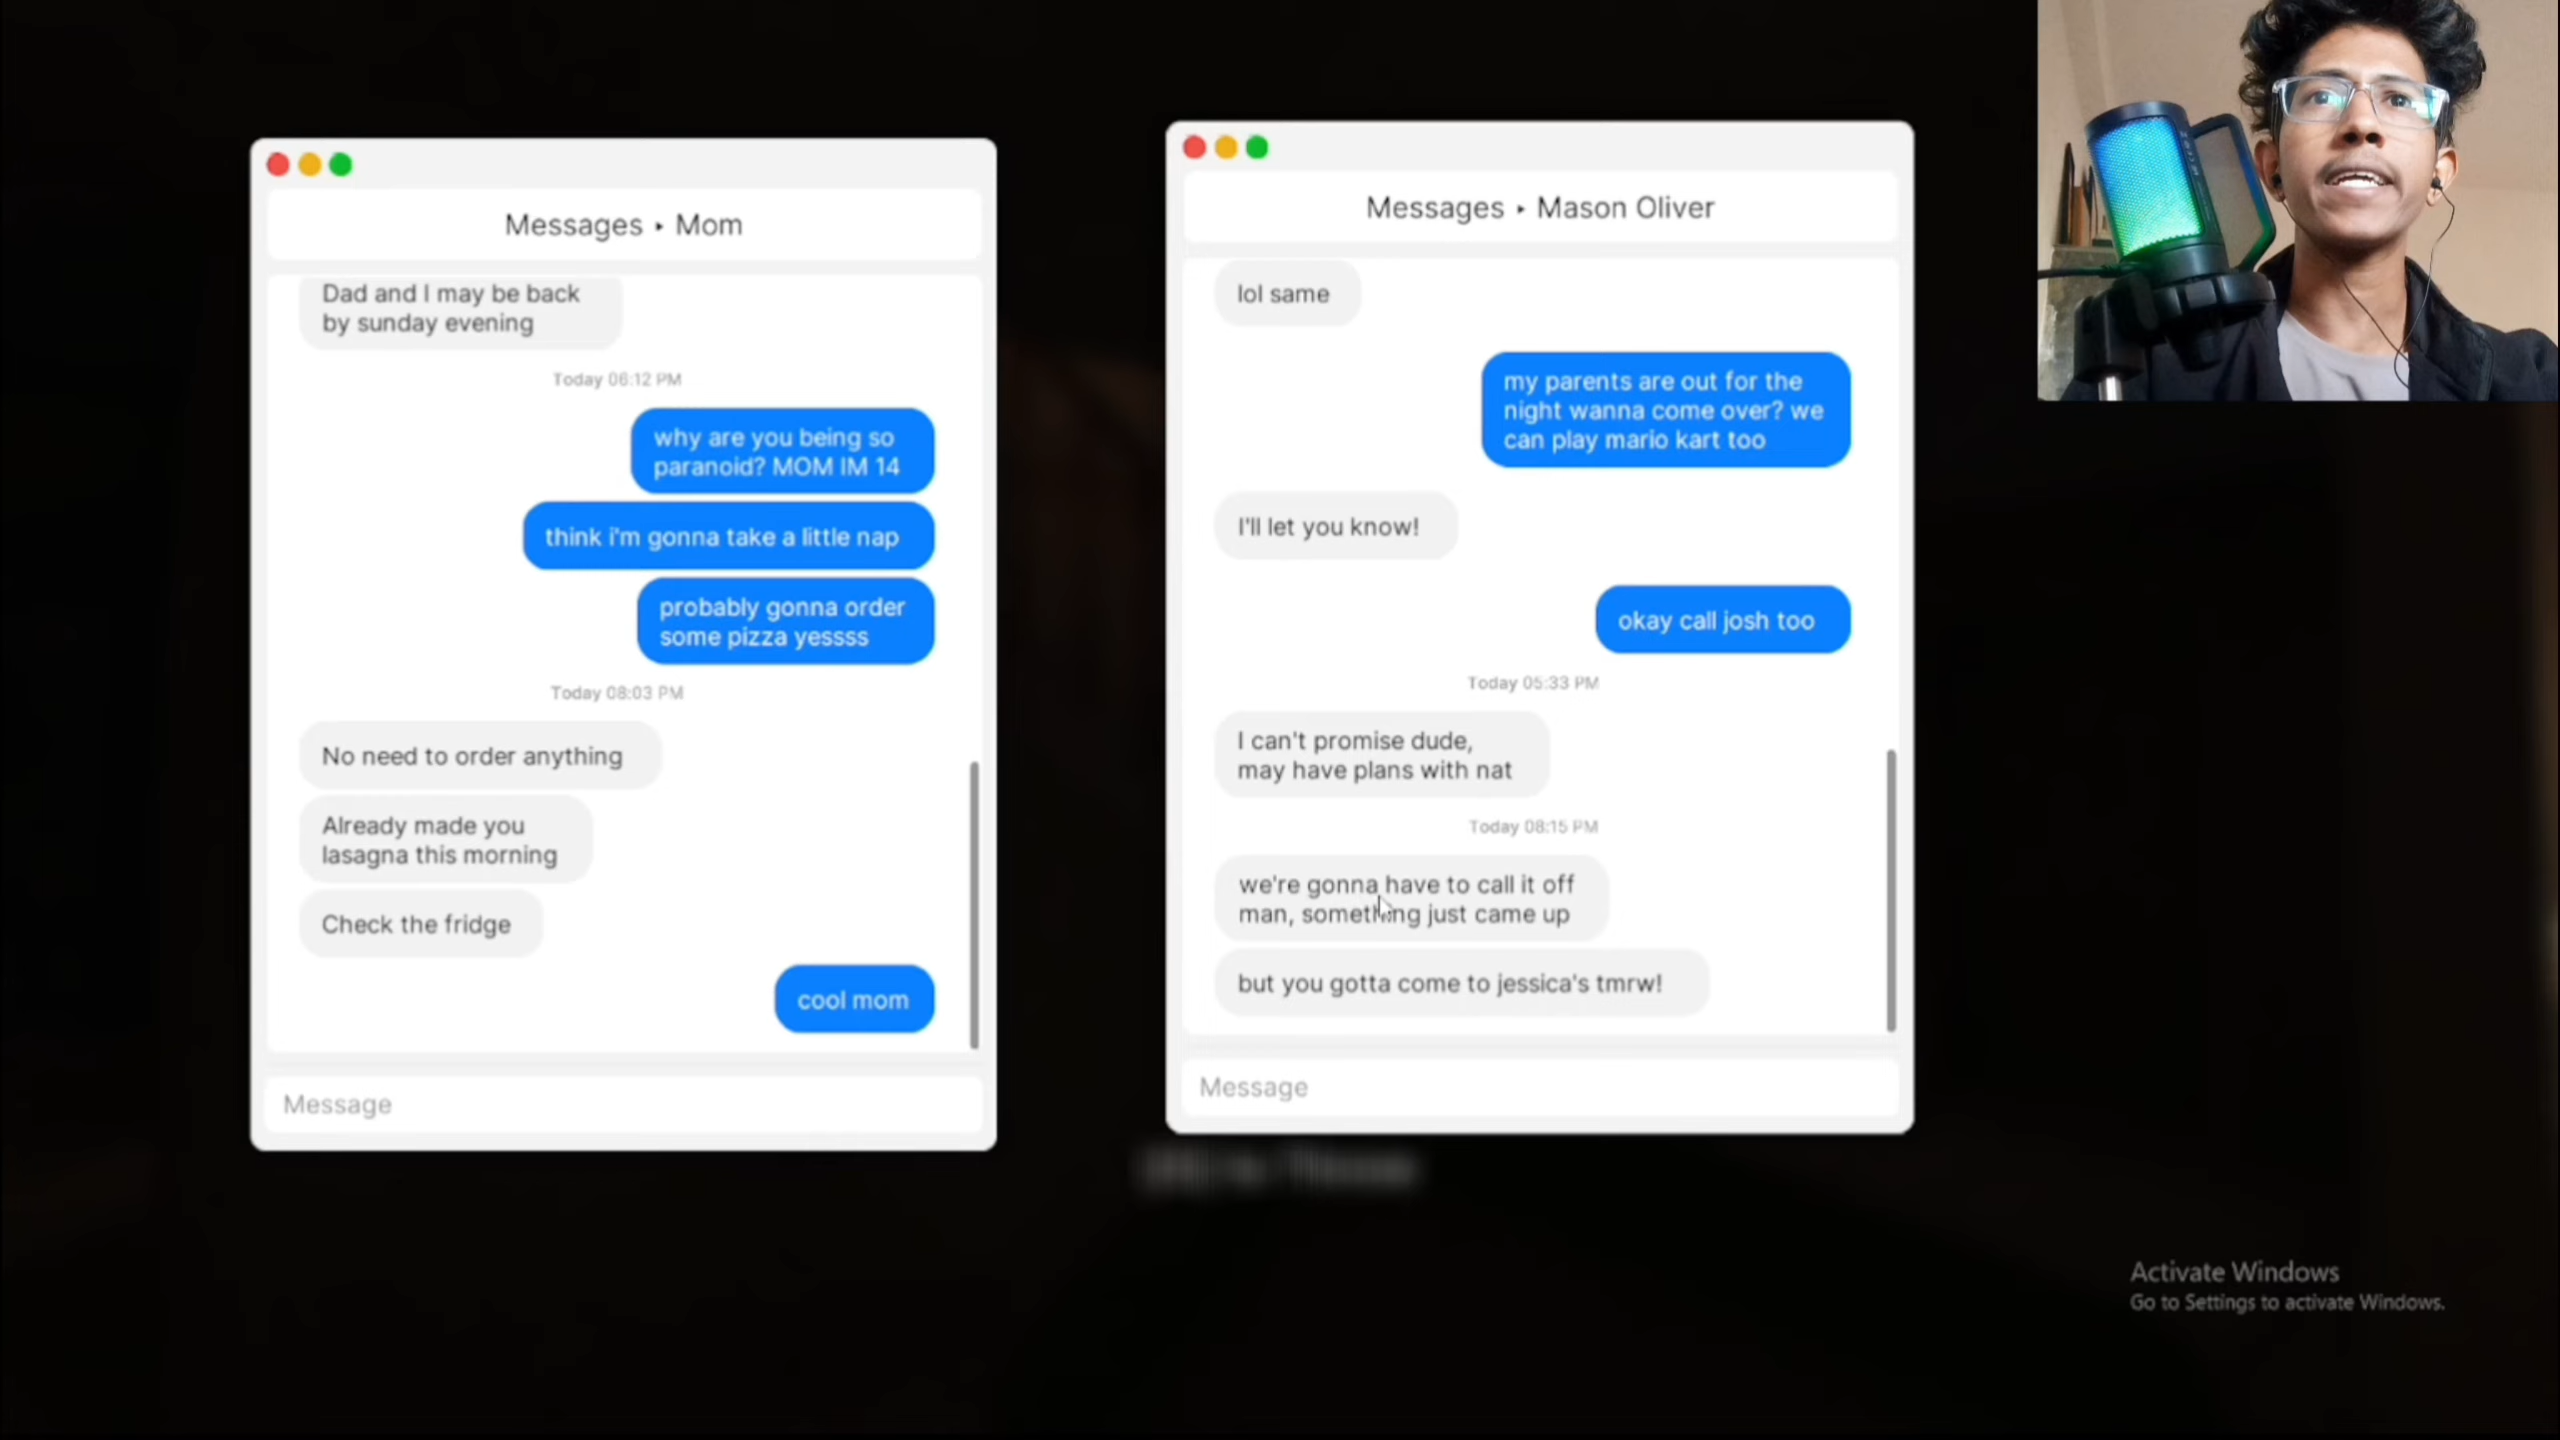 Messages ▸ Mom
Dad and I may be back
by sunday evening
Today 06:12 PM
why are you being so
paranoid? MOM IM 14
think i'm gonna take a little nap
probably gonna order
some pizza yessss
Today 08:03 PM
No need to order anything
Already made you
lasagna this morning
Check the fridge
cool mom
Message
Messages ▸ Mason Oliver
lol same
my parents are out for the
night wanna come over? we
can play mario kart too
I'll let you know!
okay call josh too
Today 05:33 PM
I can't promise dude,
may have plans with nat
Today 08:15 PM
we're gonna have to call it off
man, something just came up
but you gotta come to jessica's tmrw!
Message
Activate Windows
Go to Settings to activate Windows.